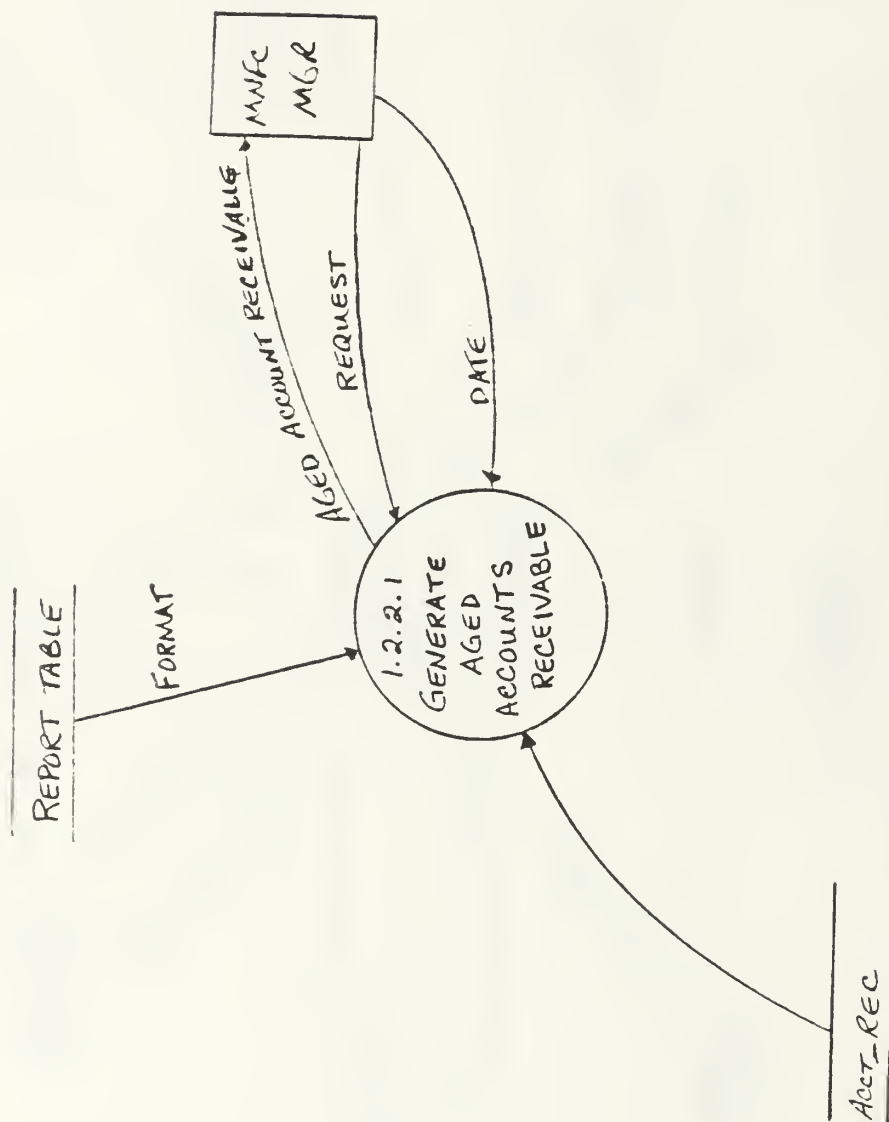 REPORT TABLE
FORMAT
MNFC
MGR
AGED ACCOUNT RECEIVABLE
REQUEST
DATE
1.2.2.1
GENERATE
AGED
ACCOUNTS
RECEIVABLE
ACCT_REC